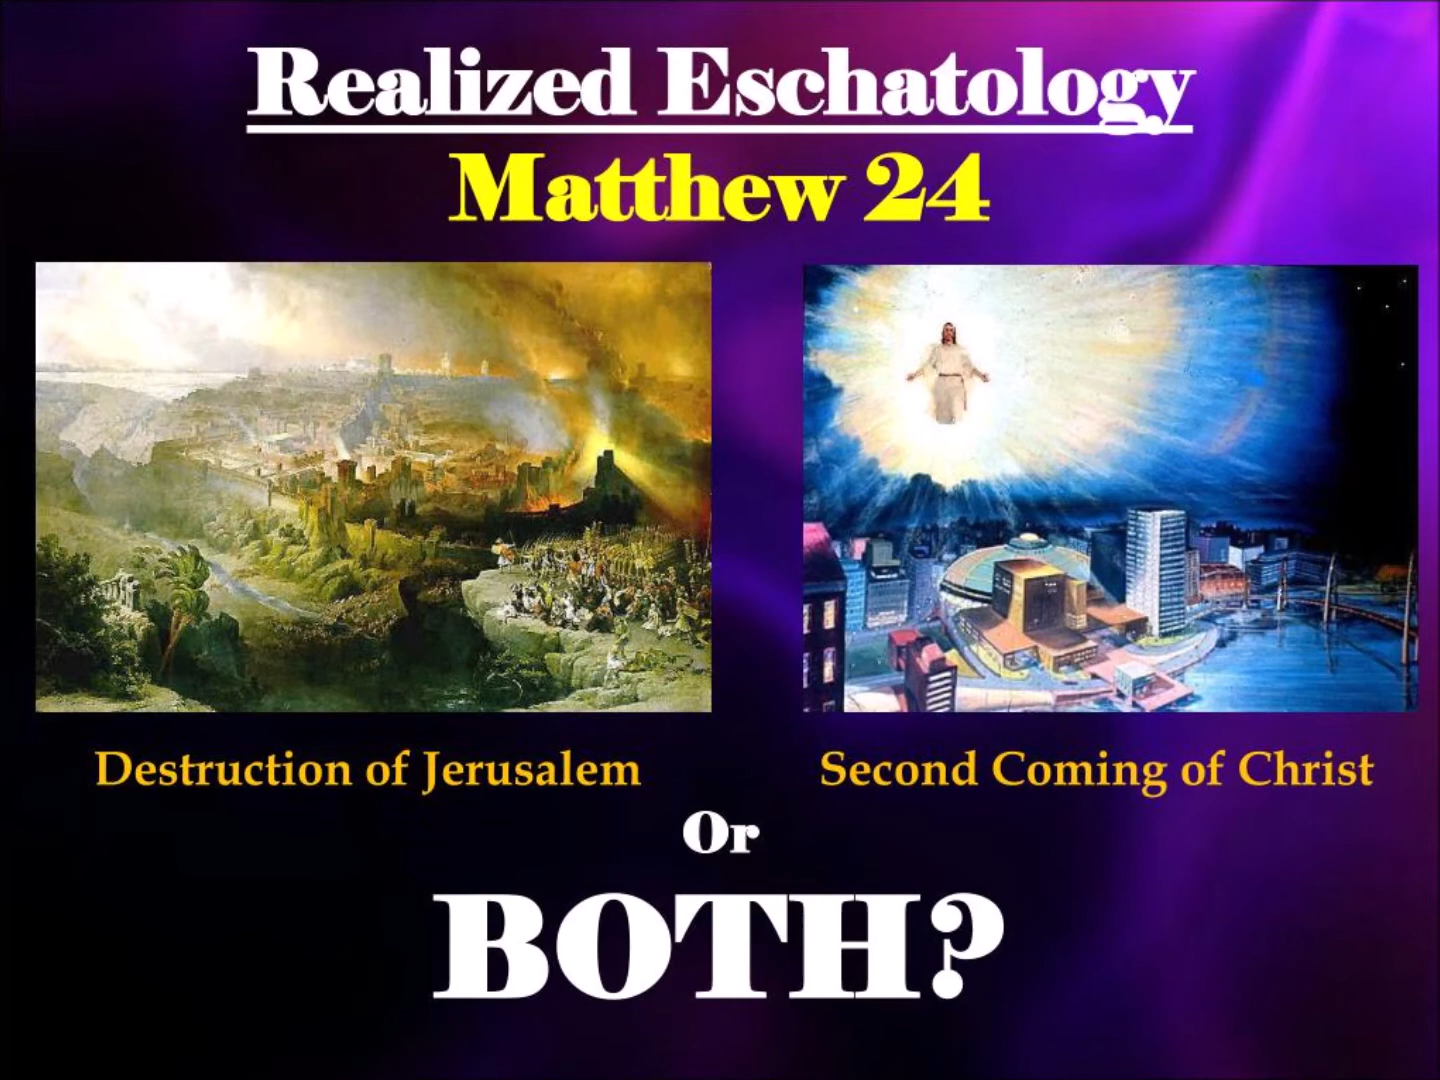 Realized Eschatology
Matthew 24
Destruction of Jerusalem
Second Coming of Christ
Or
BOTH?